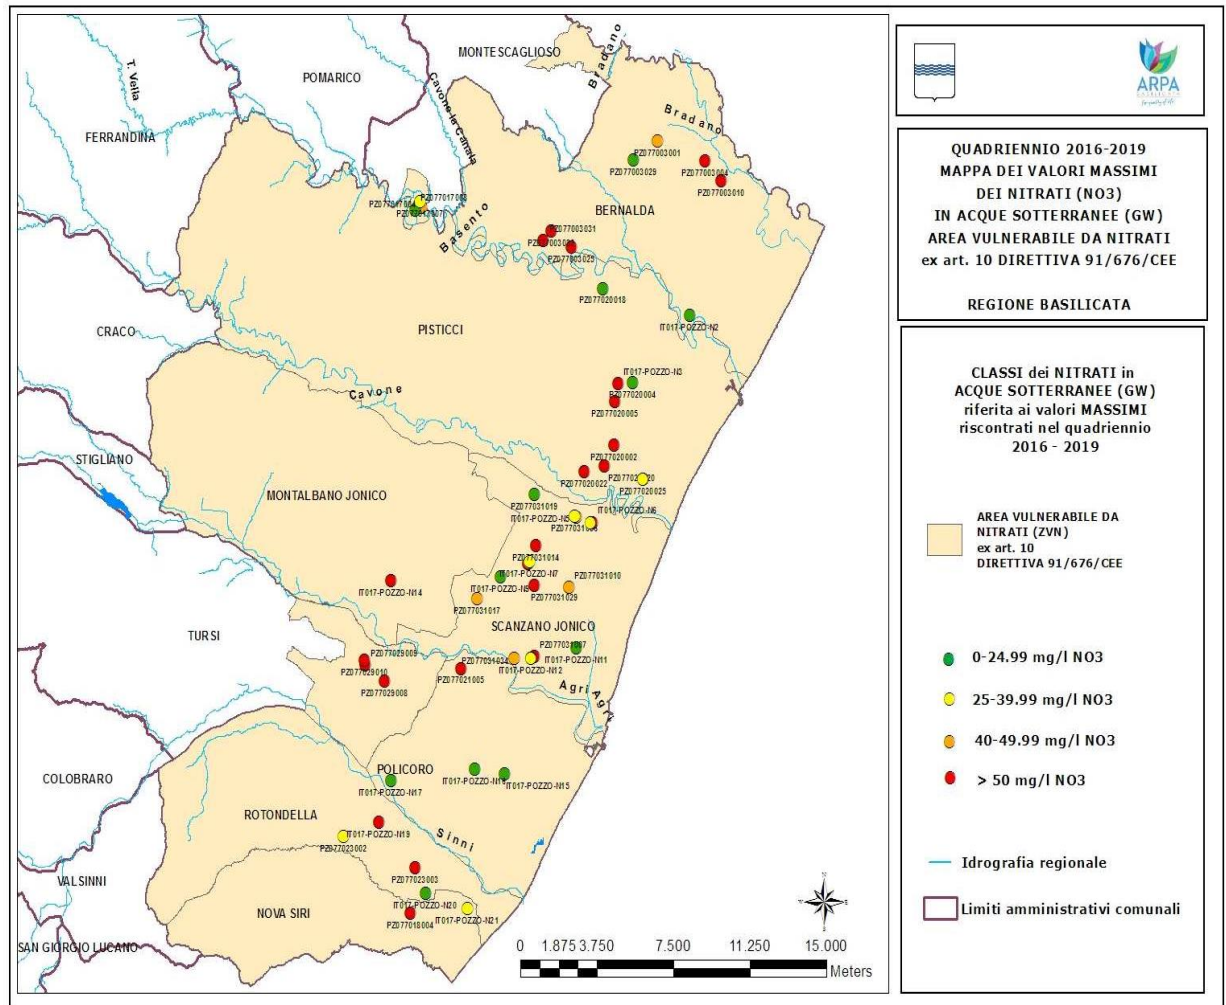 MONTESCAGLIOSO
POMARICO
Bradano
T. Vella
Cavone-la Canala
FERRANDINA
Bradano
PZ077003001
PZ077003029
PZ077003004
PZ077003010
BERNALDA
Basento
PZ077003031
PZ077003025
PZ077020018
IT017-POZZO-N2
PISTICCI
CRACO
IT017-POZZO-N3
PZ077020004
PZ077020005
Cavone
STIGLIANO
PZ077020002
PZ077020022
PZ077020025
MONTALBANO JONICO
PZ077031019
IT017-POZZO-N5
IT017-POZZO-N6
PZ077031014
IT017-POZZO-N7
IT017-POZZO-N9
PZ077031010
PZ077031029
IT017-POZZO-N14
PZ077031017
SCANZANO JONICO
TURSI
PZ077029009
PZ077029010
PZ077029008
PZ077021005
PZ077031007
IT017-POZZO-N11
IT017-POZZO-N12
Agri
Agri
COLOBRARO
POLICORO
IT017-POZZO-N17
IT017-POZZO-N15
ROTONDELLA
IT017-POZZO-N19
PZ077023002
Sinni
VALSINNI
PZ077023003
IT017-POZZO-N20
IT017-POZZO-N21
PZ077018004
NOVA SIRI
SAN GIORGIO LUCANO
0 1.875 3.750 7.500 11.250 15.000
Meters
N
E
S
ARPA
BASILICATA
QUADRIENNIO 2016-2019
MAPPA DEI VALORI MASSIMI
DEI NITRATI (NO3)
IN ACQUE SOTTERRANEE (GW)
AREA VULNERABILE DA NITRATI
ex art. 10 DIRETTIVA 91/676/CEE
REGIONE BASILICATA
CLASSI dei NITRATI in
ACQUE SOTTERRANEE (GW)
riferita ai valori MASSIMI
riscontrati nel quadriennio
2016 - 2019
AREA VULNERABILE DA
NITRATI (ZVN)
ex art. 10
DIRETTIVA 91/676/CEE
0-24.99 mg/l NO3
25-39.99 mg/l NO3
40-49.99 mg/l NO3
> 50 mg/l NO3
Idrografia regionale
Limiti amministrativi comunali